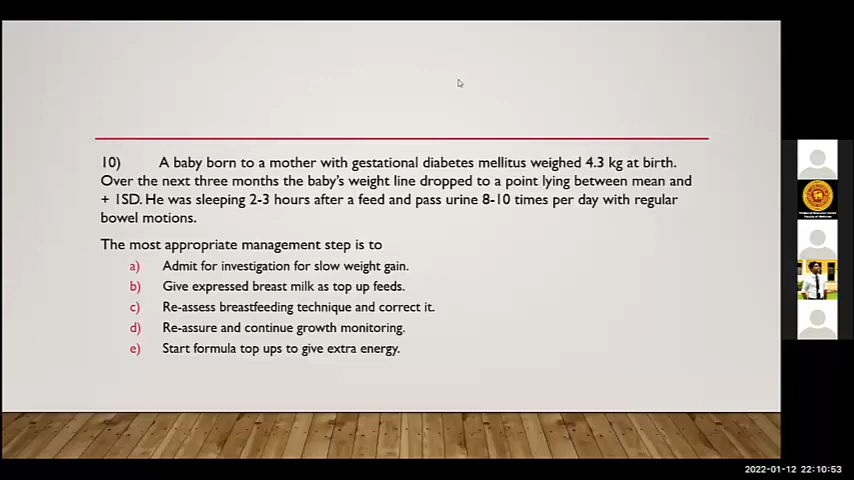 10) A baby born to a mother with gestational diabetes mellitus weighed 4.3 kg at birth.
Over the next three months the baby's weight line dropped to a point lying between mean and
+ 1SD. He was sleeping 2-3 hours after a feed and pass urine 8-10 times per day with regular
bowel motions.
The most appropriate management step is to
a) Admit for investigation for slow weight gain.
b) Give expressed breast milk as top up feeds.
c) Re-assess breastfeeding technique and correct it.
d) Re-assure and continue growth monitoring.
e) Start formula top ups to give extra energy.
2022-01-12 22:10:53